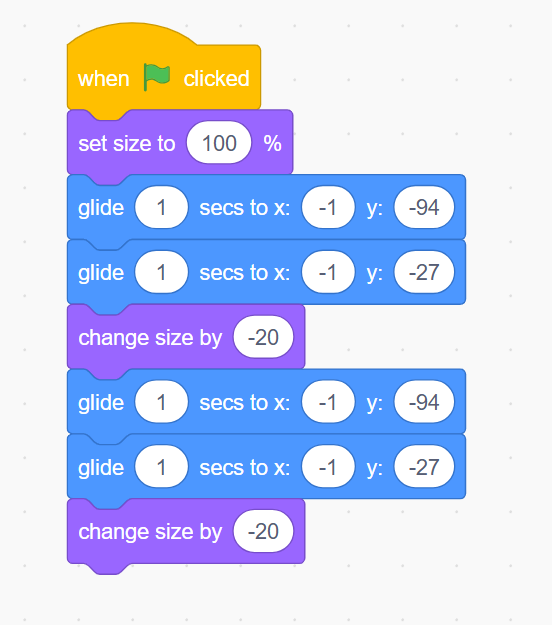 when clicked
set size to 100 %
glide 1 secs to x: -1 y: -94
glide 1 secs to x: -1 y: -27
change size by -20
glide 1 secs to x: -1 y: -94
glide 1 secs to x: -1 y: -27
change size by -20